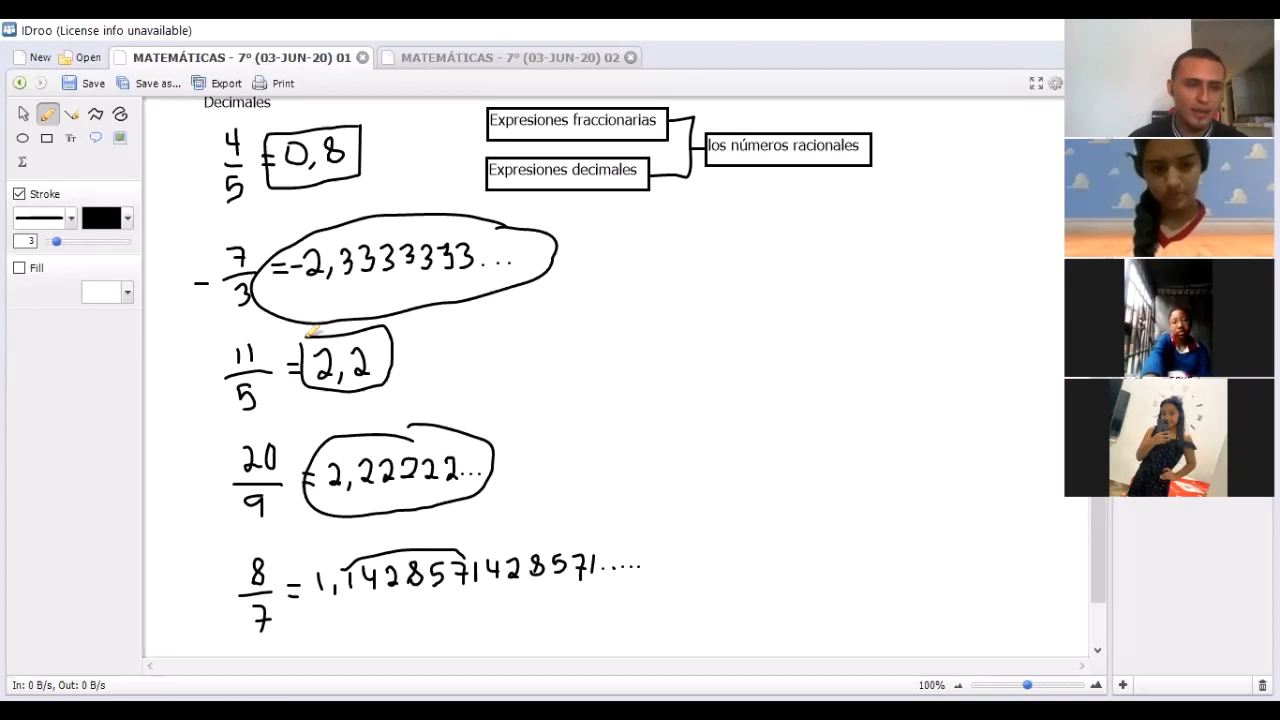 IDroo (License info unavailable)
New Open MATEMÁTICAS - 7º (03-JUN-20) 01 MATEMÁTICAS - 7º (03-JUN-20) 02
Save Save as... Export Print
Decimales
Expresiones fraccionarias
los números racionales
Expresiones decimales
4/5 = 0,8
- 7/3 = -2,3333333...
11/5 = 2,2
20/9 = 2,22222...
8/7 = 1,1428571428571.....
Tr
Σ
Stroke
3
Fill
In: 0 B/s, Out: 0 B/s
100%